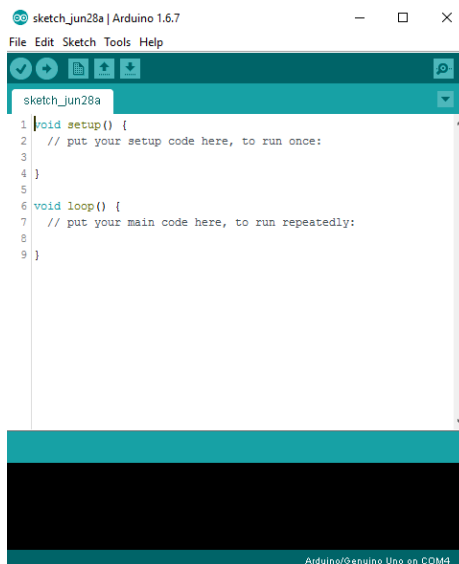 sketch_jun28a | Arduino 1.6.7
File Edit Sketch Tools Help
sketch_jun28a
1 void setup() {
2   // put your setup code here, to run once:
3
4 }
5
6 void loop() {
7   // put your main code here, to run repeatedly:
8
9 }
Arduino/Genuino Uno on COM4